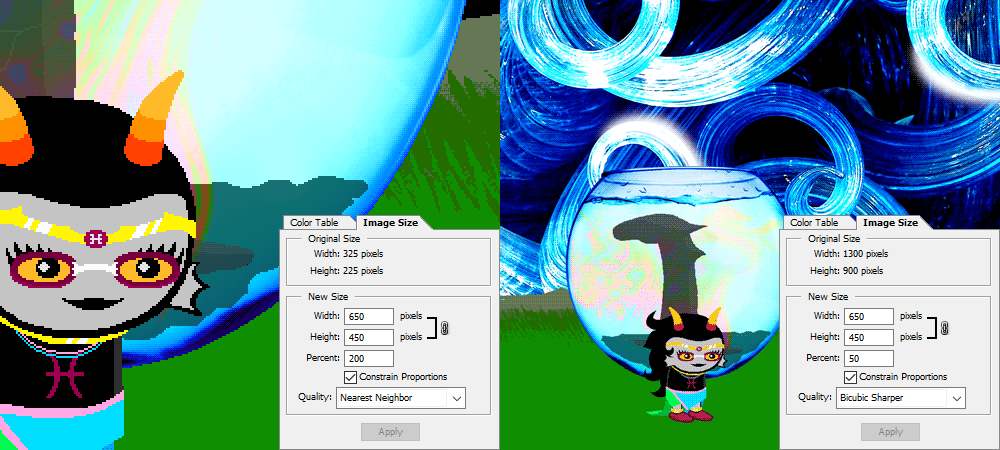 Color Table
Image Size
Original Size
Width: 325 pixels
Height: 225 pixels
New Size
Width: 650 pixels
Height: 450 pixels
Percent: 200
Constrain Proportions
Quality: Nearest Neighbor
Apply
Color Table
Image Size
Original Size
Width: 1300 pixels
Height: 900 pixels
New Size
Width: 650 pixels
Height: 450 pixels
Percent: 50
Constrain Proportions
Quality: Bicubic Sharper
Apply